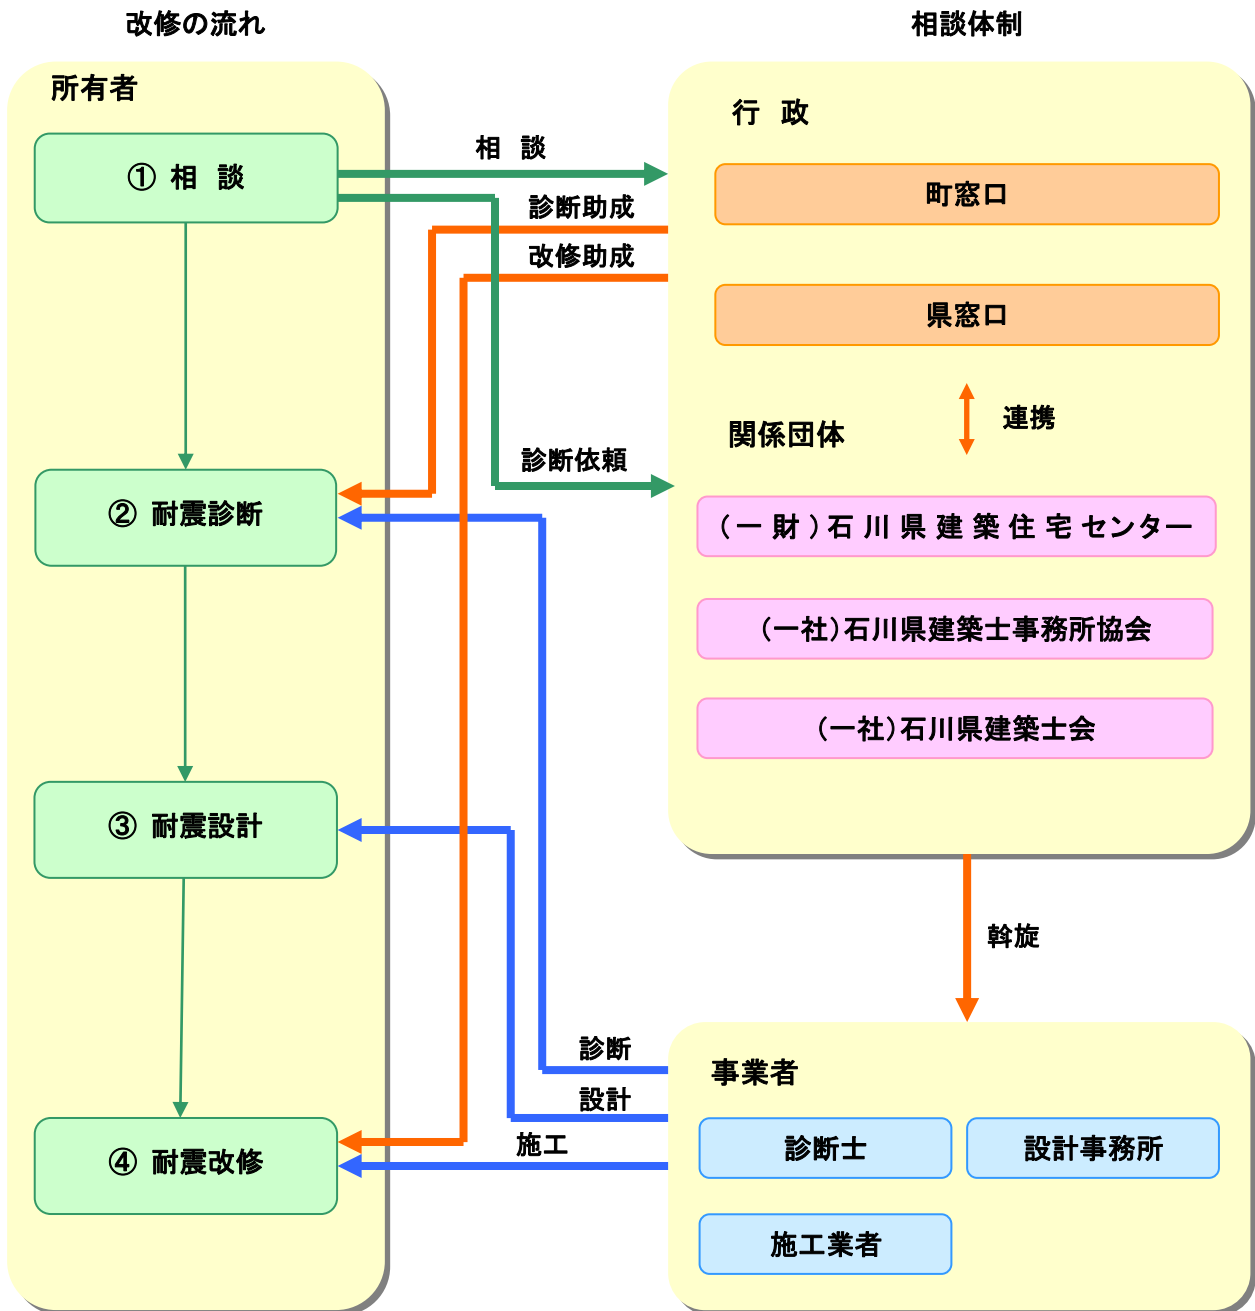 改修の流れ
相談体制
所有者
① 相 談
② 耐震診断
③ 耐震設計
④ 耐震改修
相 談
診断助成
改修助成
診断依頼
行 政
町窓口
県窓口
連携
関係団体
（一財）石川県建築住宅センター
（一社）石川県建築士事務所協会
（一社）石川県建築士会
斡旋
診断
設計
施工
事業者
診断士
設計事務所
施工業者